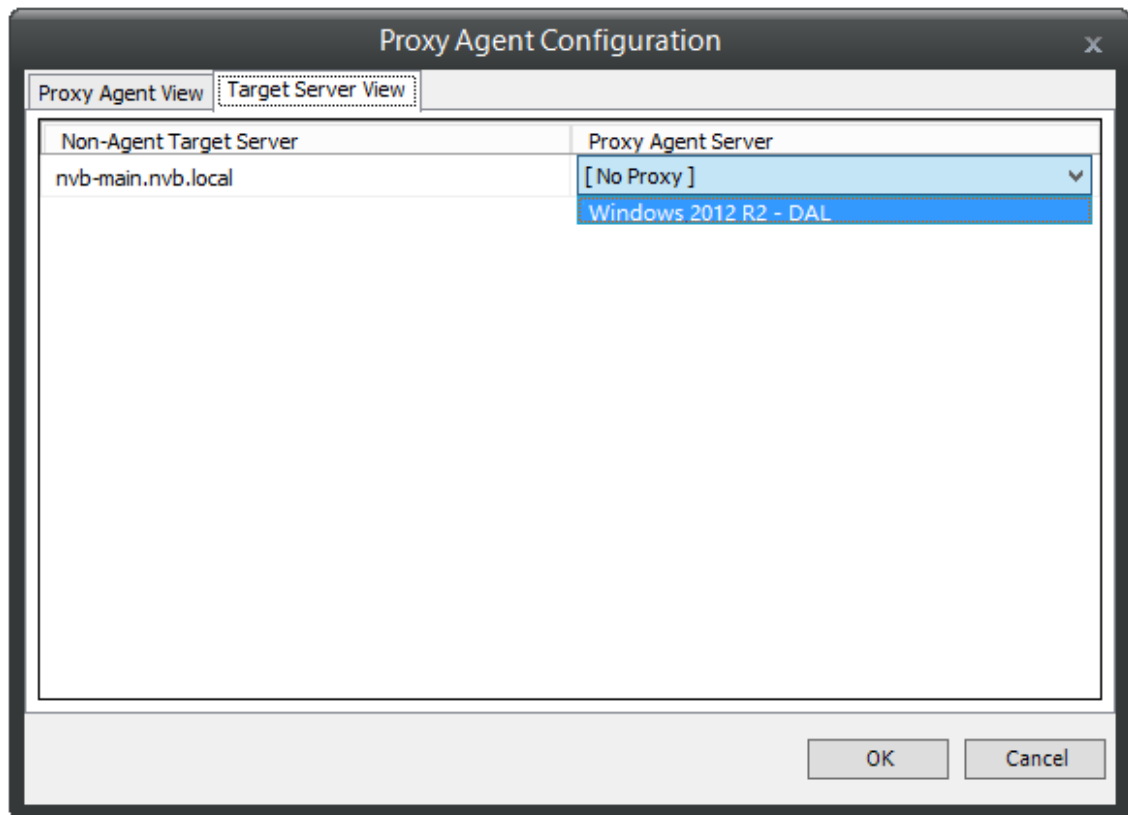 Proxy Agent Configuration x
Proxy Agent View Target Server View
Non-Agent Target Server Proxy Agent Server
nvb-main.nvb.local [ No Proxy ]
Windows 2012 R2 - DAL
OK Cancel